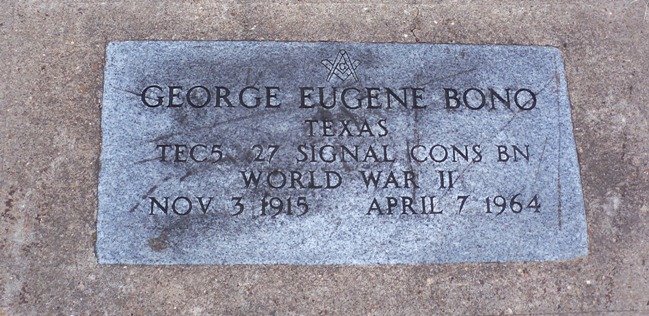 GEORGE EUGENE BONO
TEXAS
TEC5 27 SIGNAL CONS BN
WORLD WAR II
NOV 3 1915 APRIL 7 1964